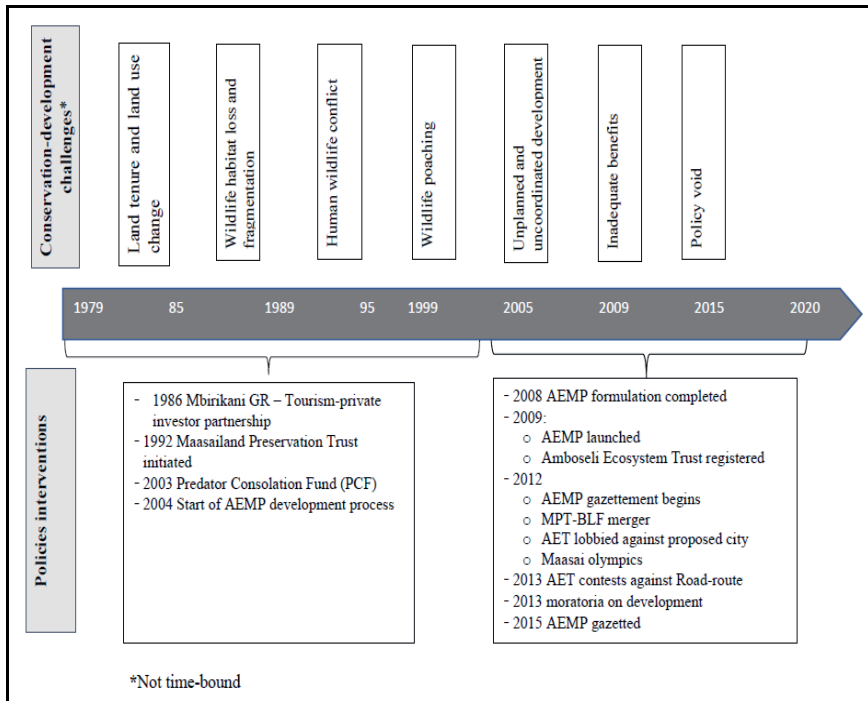 Conservation-development
challenges*
Land tenure and land use
change
Wildlife habitat loss and
fragmentation
Human wildlife conflict
Wildlife poaching
Unplanned and
uncoordinated development
Inadequate benefits
Policy void
1979 85 1989 95 1999 2005 2009 2015 2020
Policies interventions
- 1986 Mbirikani GR – Tourism-private
investor partnership
- 1992 Maasailand Preservation Trust
initiated
- 2003 Predator Consolation Fund (PCF)
- 2004 Start of AEMP development process
- 2008 AEMP formulation completed
- 2009:
o AEMP launched
o Amboseli Ecosystem Trust registered
- 2012
o AEMP gazettement begins
o MPT-BLF merger
o AET lobbied against proposed city
o Maasai olympics
- 2013 AET contests against Road-route
- 2013 moratoria on development
- 2015 AEMP gazetted
*Not time-bound